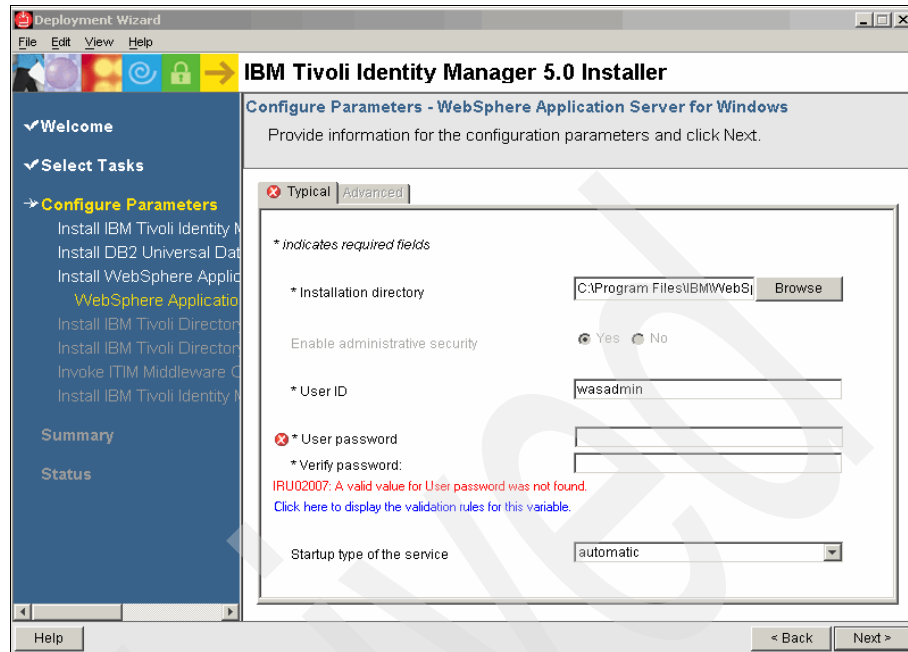 Deployment Wizard
File Edit View Help
IBM Tivoli Identity Manager 5.0 Installer
Welcome
Select Tasks
Configure Parameters
Install IBM Tivoli Identity M
Install DB2 Universal Dat
Install WebSphere Applic
WebSphere Applicatio
Install IBM Tivoli Director
Install IBM Tivoli Director
Invoke ITIM Middleware C
Install IBM Tivoli Identity M
Summary
Status
Configure Parameters - WebSphere Application Server for Windows
Provide information for the configuration parameters and click Next.
Typical Advanced
* indicates required fields
* Installation directory C:\Program Files\IBM\WebSp Browse
Enable administrative security Yes No
* User ID wasadmin
* User password
* Verify password:
IRU02007: A valid value for User password was not found.
Click here to display the validation rules for this variable.
Startup type of the service automatic
Help < Back Next >